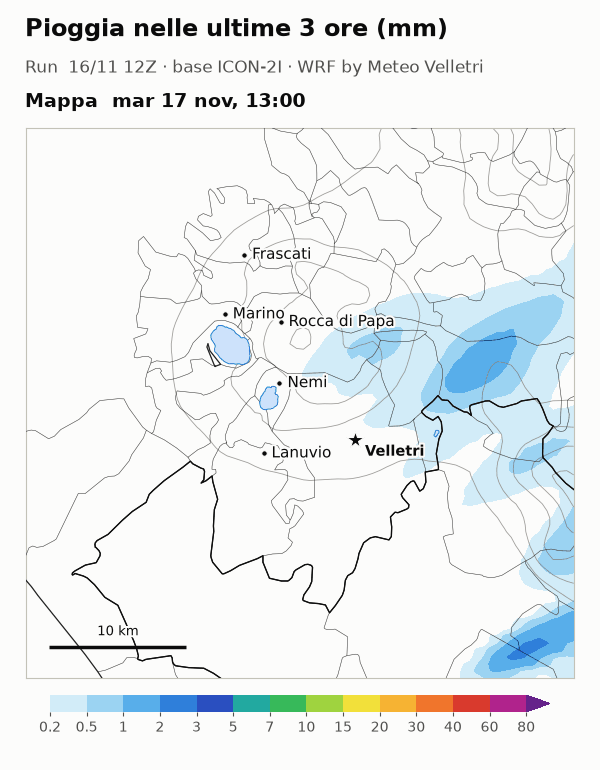 Pioggia nelle ultime 3 ore (mm)
Run  16/11 12Z · base ICON-2I · WRF by Meteo Velletri
Mappa  mar 17 nov, 13:00
Frascati
Marino
Rocca di Papa
Nemi
Velletri
Lanuvio
10 km
0.2 0.5 1 2 3 5 7 10 15 20 30 40 60 80